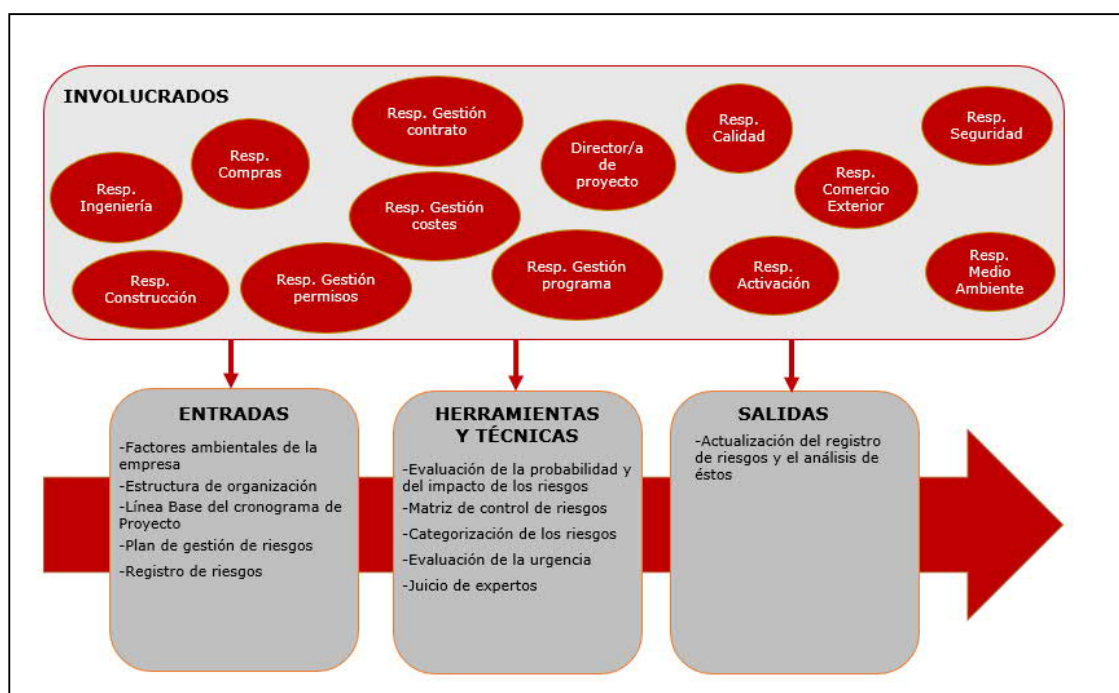 INVOLUCRADOS
Resp.
Ingeniería
Resp.
Compras
Resp. Gestión
contrato
Resp. Gestión
costes
Director/a
de
proyecto
Resp.
Calidad
Resp.
Comercio
Exterior
Resp.
Seguridad
Resp.
Construcción
Resp. Gestión
permisos
Resp. Gestión
programa
Resp.
Activación
Resp.
Medio
Ambiente
ENTRADAS
-Factores ambientales de la
empresa
-Estructura de organización
-Línea Base del cronograma de
Proyecto
-Plan de gestión de riesgos
-Registro de riesgos
HERRAMIENTAS
Y TÉCNICAS
-Evaluación de la probabilidad y
del impacto de los riesgos
-Matriz de control de riesgos
-Categorización de los riesgos
-Evaluación de la urgencia
-Juicio de expertos
SALIDAS
-Actualización del registro
de riesgos y el análisis de
éstos